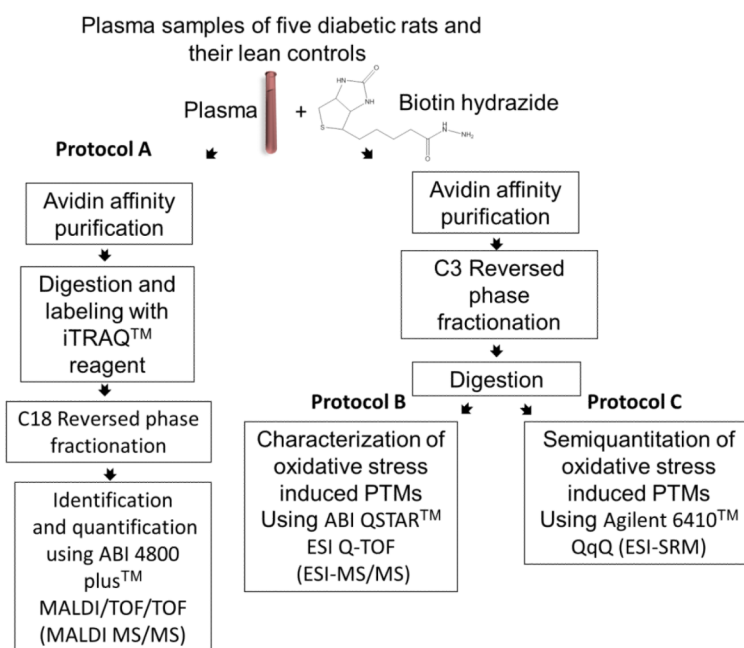 Plasma samples of five diabetic rats and
their lean controls
Plasma
+
Biotin hydrazide
HN
O
NH
S
H
N
NH₂
O
Protocol A
Avidin affinity
purification
Digestion and
labeling with
iTRAQ™
reagent
C18 Reversed phase
fractionation
Identification
and quantification
using ABI 4800
plus™
MALDI/TOF/TOF
(MALDI MS/MS)
Avidin affinity
purification
C3 Reversed
phase
fractionation
Digestion
Protocol B
Characterization of
oxidative stress
induced PTMs
Using ABI QSTAR™
ESI Q-TOF
(ESI-MS/MS)
Protocol C
Semiquantitation of
oxidative stress
induced PTMs
Using Agilent 6410™
QqQ (ESI-SRM)